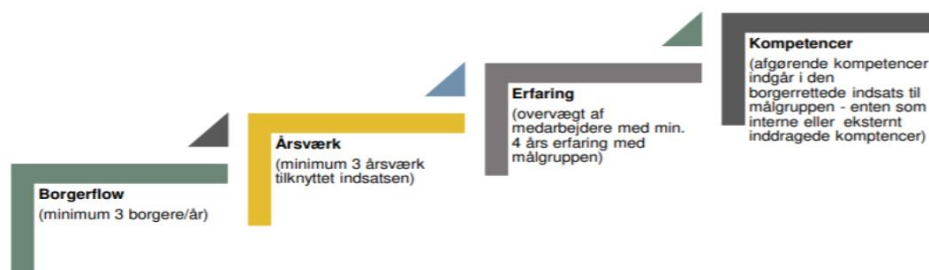 Borgerflow
(minimum 3 borgere/år)
Årsværk
(minimum 3 årsværk
tilknyttet indsatsen)
Erfaring
(overvægt af
medarbejdere med min.
4 års erfaring med
målgruppen)
Kompetencer
(afgørende kompetencer
indgår i den
borgerrettede indsats til
målgruppen - enten som
interne eller eksternt
inddragede komptencer)